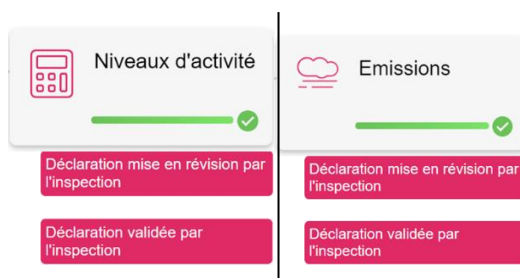 Niveaux d'activité
Déclaration mise en révision par
l'inspection
Déclaration validée par
l'inspection
Emissions
Déclaration mise en révision par
l'inspection
Déclaration validée par
l'inspection